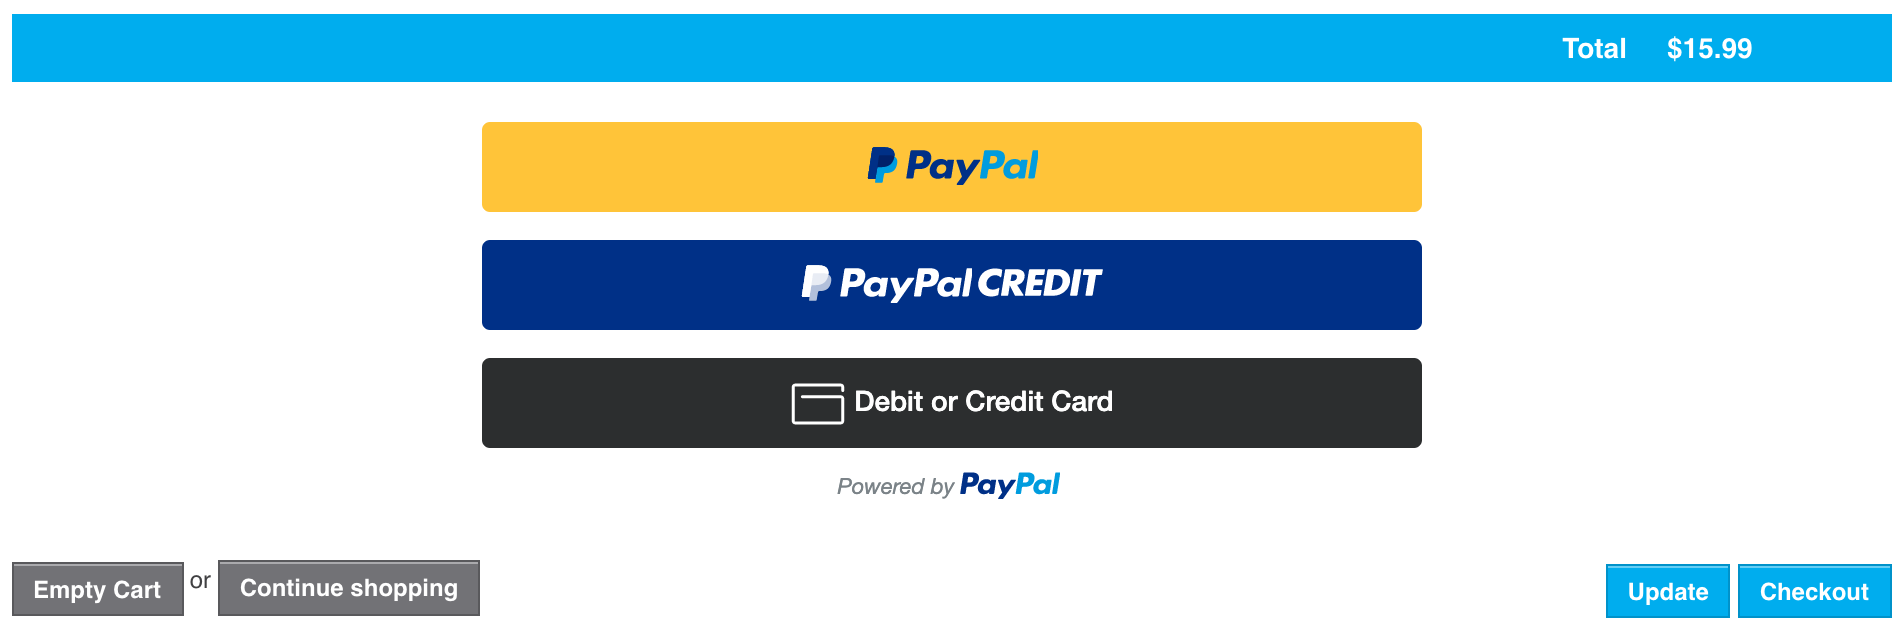 Total $15.99
PayPal
PayPal CREDIT
Debit or Credit Card
Powered by PayPal
Empty Cart or Continue shopping
Update Checkout